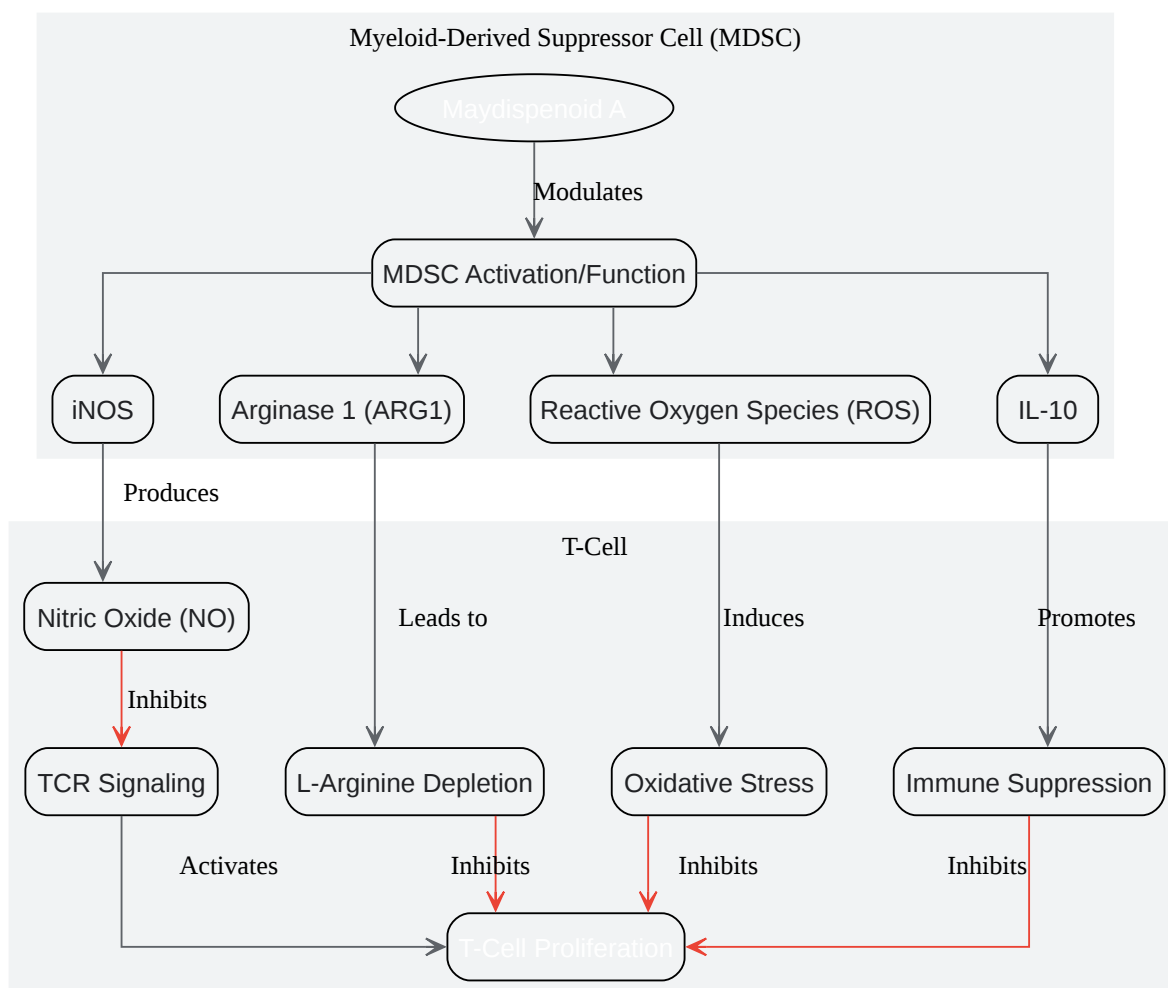 Myeloid-Derived Suppressor Cell (MDSC)
Maydispenoid A
Modulates
MDSC Activation/Function
iNOS
Arginase 1 (ARG1)
Reactive Oxygen Species (ROS)
IL-10
Produces
T-Cell
Nitric Oxide (NO)
Leads to
Induces
Promotes
Inhibits
TCR Signaling
L-Arginine Depletion
Oxidative Stress
Immune Suppression
Activates
Inhibits
Inhibits
Inhibits
T-Cell Proliferation